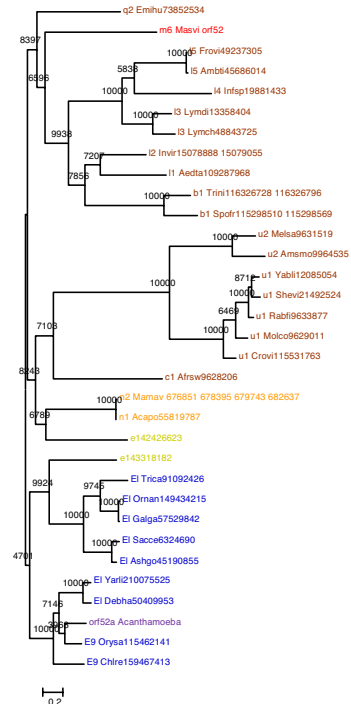 q2 Emihu73852534
8397
m6 Masvi orf52
6596
10000
l5 Frovi49237305
5838
l5 Ambti45686014
10000
l4 Infsp19881433
l3 Lymdi13358404
10000
l3 Lymch48843725
9938
7207
l2 Invir15078888 15079055
7856
l1 Aedta109287968
10000
b1 Trini116326728 116326796
b1 Spofr115298510 115298569
u2 Melsa9631519
10000
u2 Amsmo9964535
8712
u1 Yabli12085054
10000
u1 Shevi21492524
6469
u1 Rabfi9633877
7103
10000
u1 Molco9629011
u1 Crovi115531763
8243
c1 Afrsw9628206
10000
n2 Mamav 676851 678395 679743 682637
6789
n1 Acapo55819787
e142426623
e143318182
9924
9745
El Trica91092426
10000
El Ornan149434215
10000
El Galga57529842
10000
El Sacce6324690
4701
El Ashgo45190855
10000
El Yarli210075525
7146
El Debha50409953
orf52a Acanthamoeba
10000
E9 Orysa115462141
E9 Chlre159467413
0.2